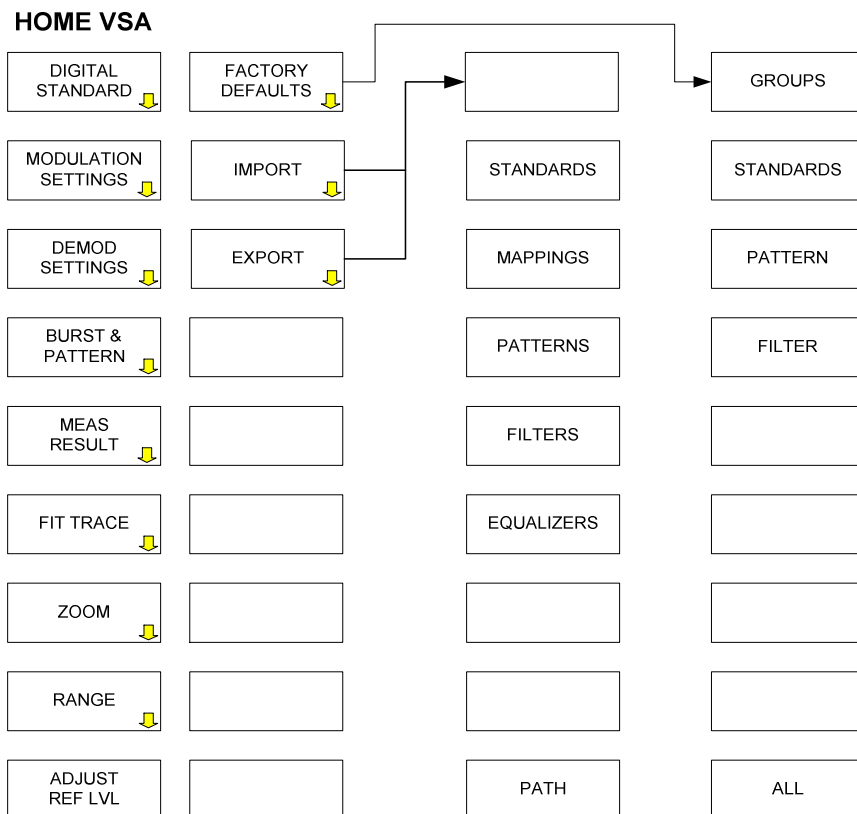 HOME VSA
DIGITAL
STANDARD
FACTORY
DEFAULTS
GROUPS
MODULATION
SETTINGS
IMPORT
STANDARDS
STANDARDS
DEMOD
SETTINGS
EXPORT
MAPPINGS
PATTERN
BURST &
PATTERN
PATTERNS
FILTER
MEAS
RESULT
FILTERS
FIT TRACE
EQUALIZERS
ZOOM
RANGE
ADJUST
REF LVL
PATH
ALL